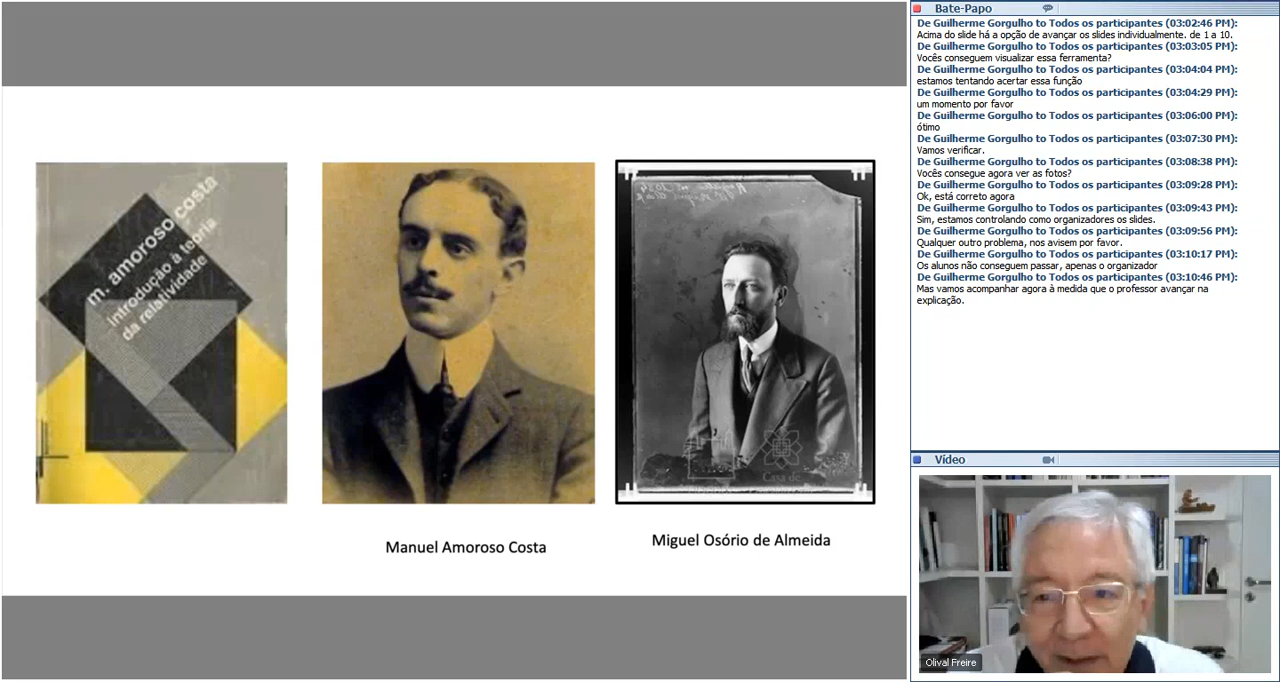 m. amoroso costa
introdução à teoria
da relatividade
Casa de
Manuel Amoroso Costa
Miguel Osório de Almeida
Bate-Papo
De Guilherme Gorgulho to Todos os participantes (03:02:46 PM):
Acima do slide há a opção de avançar os slides individualmente. de 1 a 10.
De Guilherme Gorgulho to Todos os participantes (03:03:05 PM):
Vocês conseguem visualizar essa ferramenta?
De Guilherme Gorgulho to Todos os participantes (03:04:04 PM):
estamos tentando acertar essa função
De Guilherme Gorgulho to Todos os participantes (03:04:29 PM):
um momento por favor
De Guilherme Gorgulho to Todos os participantes (03:06:00 PM):
ótimo
De Guilherme Gorgulho to Todos os participantes (03:07:30 PM):
Vamos verificar.
De Guilherme Gorgulho to Todos os participantes (03:08:38 PM):
Vocês consegue agora ver as fotos?
De Guilherme Gorgulho to Todos os participantes (03:09:28 PM):
Ok, está correto agora
De Guilherme Gorgulho to Todos os participantes (03:09:43 PM):
Sim, estamos controlando como organizadores os slides.
De Guilherme Gorgulho to Todos os participantes (03:09:56 PM):
Qualquer outro problema, nos avisem por favor.
De Guilherme Gorgulho to Todos os participantes (03:10:17 PM):
Os alunos não conseguem passar, apenas o organizador
De Guilherme Gorgulho to Todos os participantes (03:10:46 PM):
Mas vamos acompanhar agora à medida que o professor avançar na
explicação.
Vídeo
Olival Freire